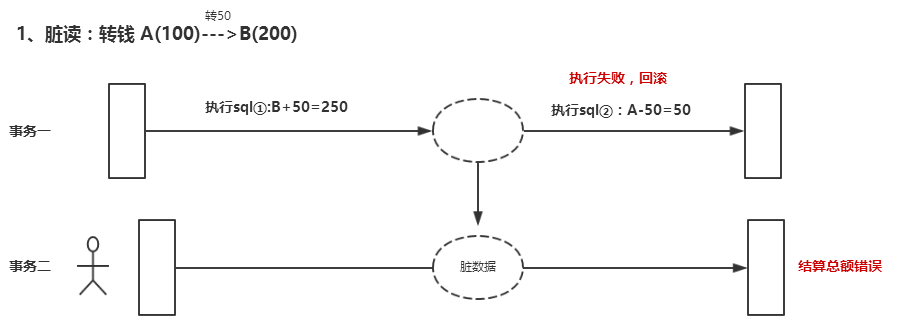 转50
1、脏读：转钱 A(100)--->B(200)
执行失败，回滚
执行sql①:B+50=250
执行sql②：A-50=50
事务一
事务二
脏数据
结算总额错误